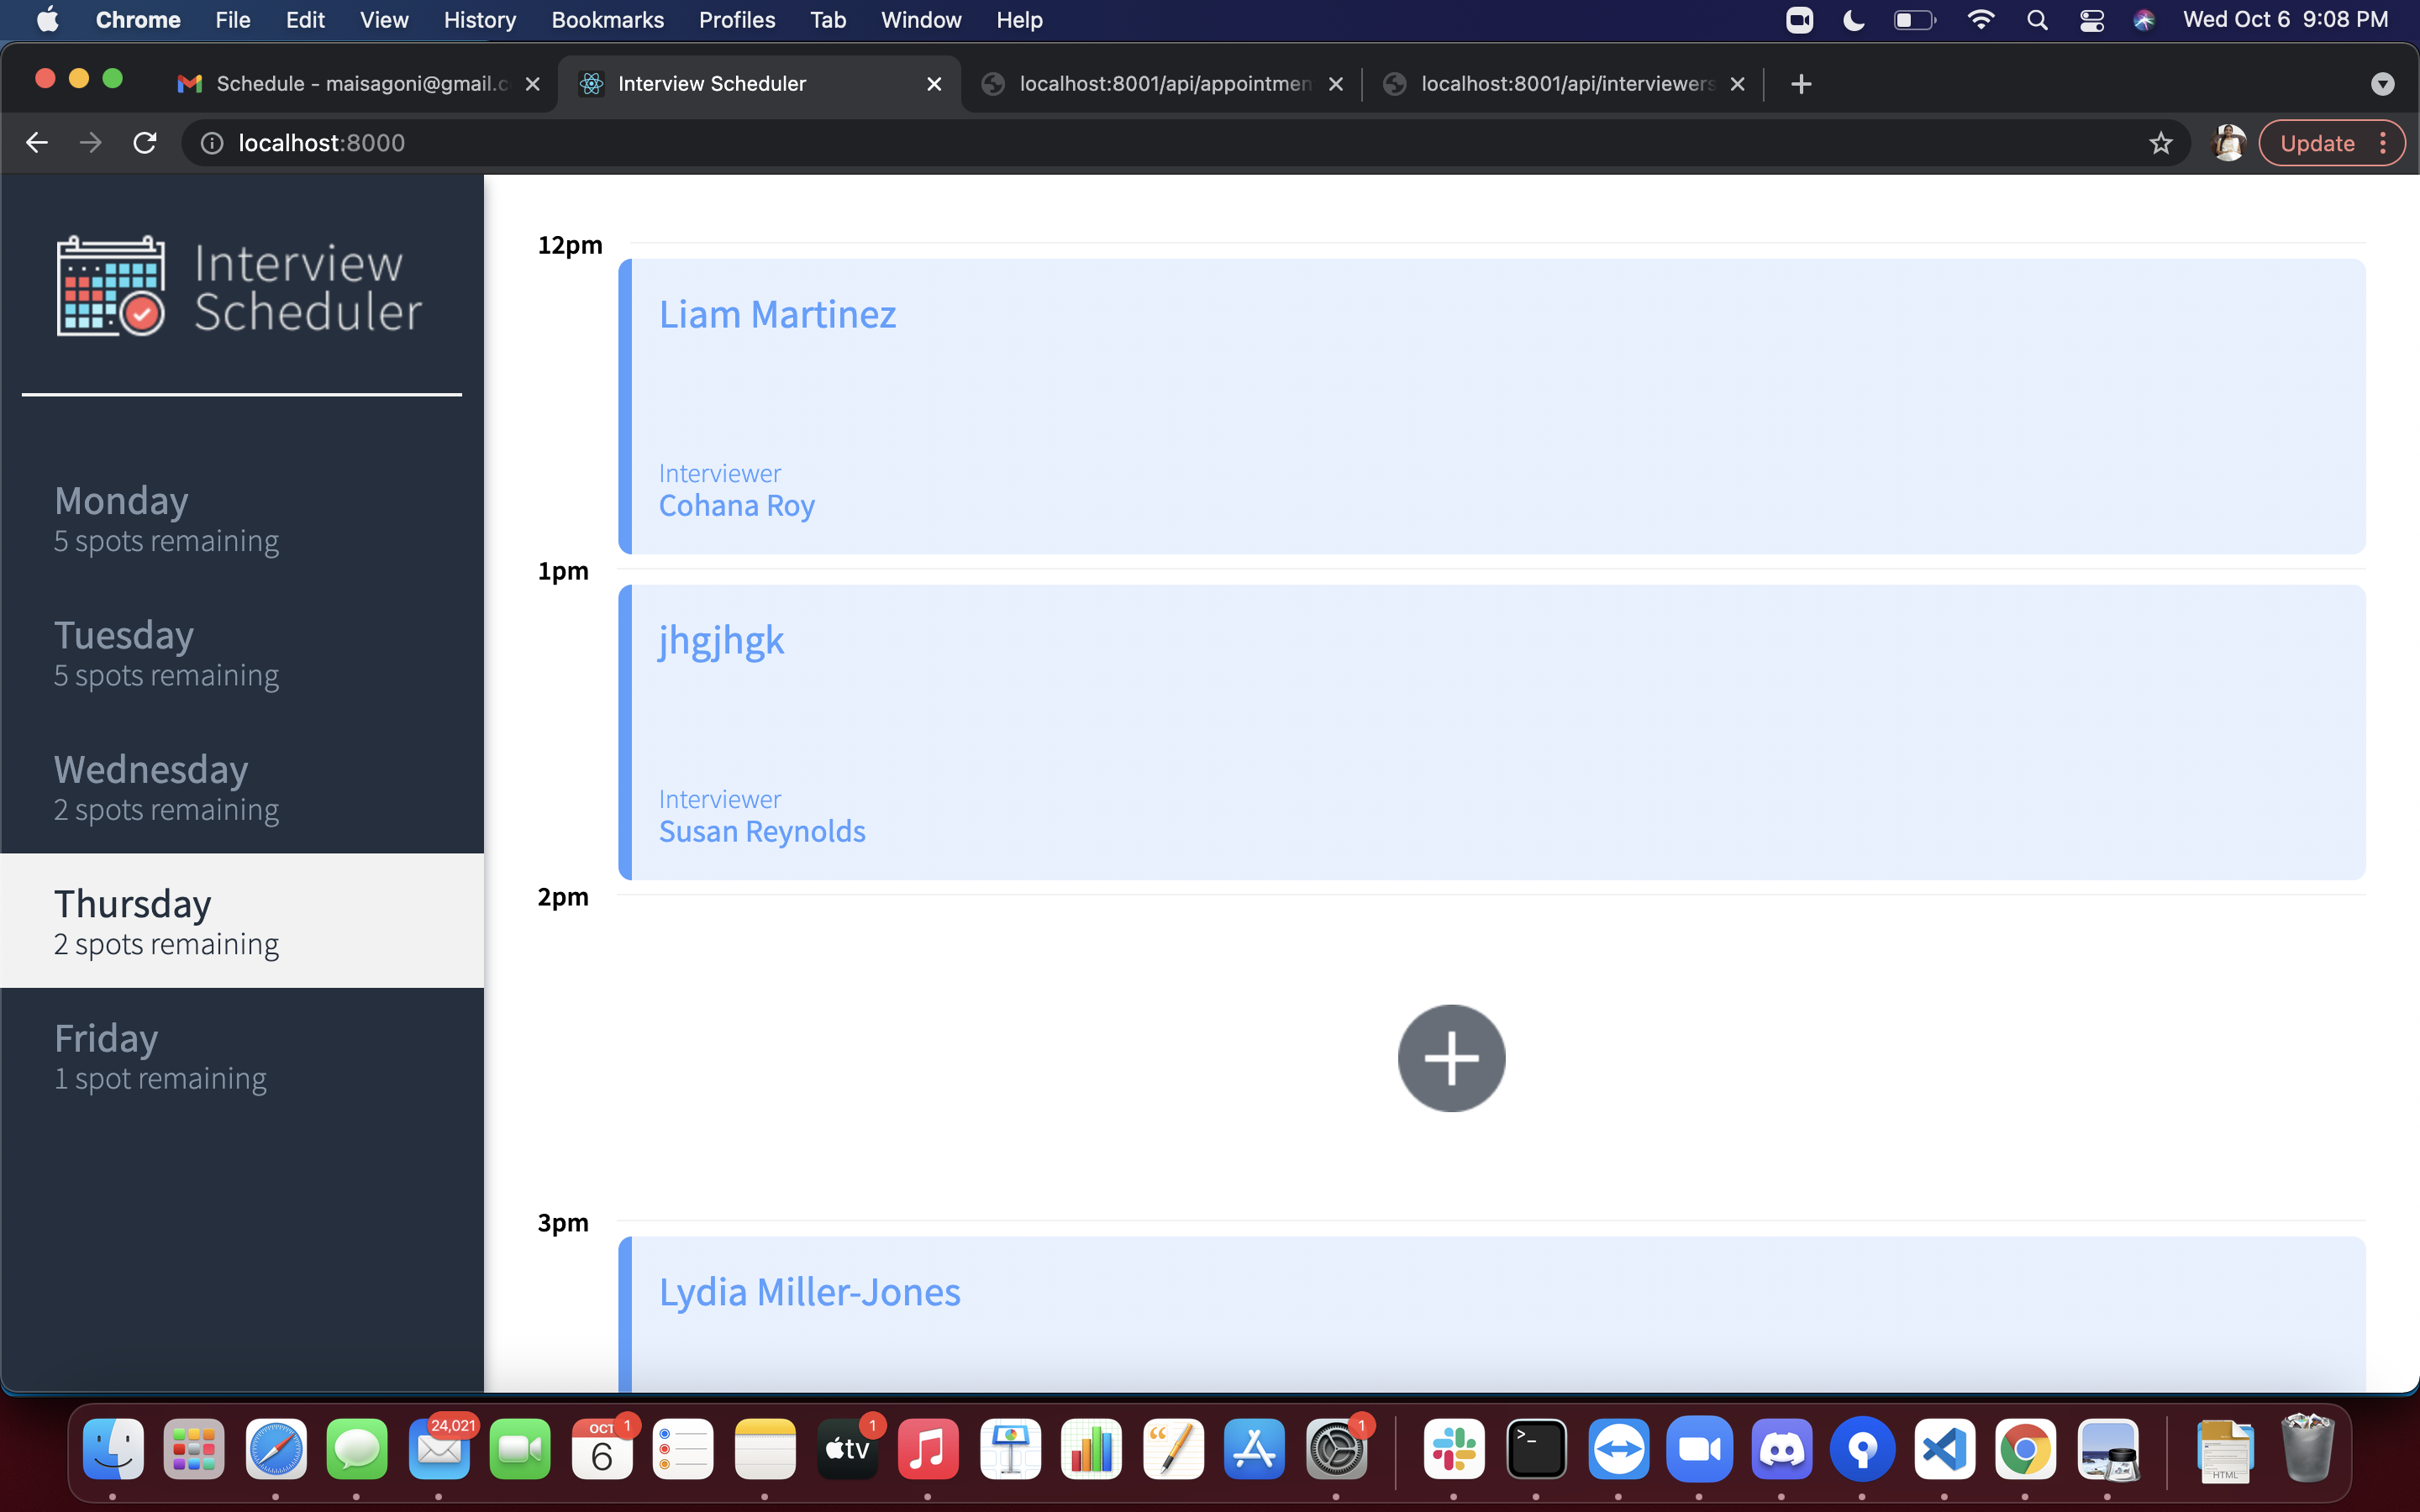 Chrome File Edit View History Bookmarks Profiles Tab Window Help Wed Oct 6 9:08 PM
Schedule - maisagoni@gmail.c Interview Scheduler localhost:8001/api/appointmen localhost:8001/api/interviewers
localhost:8000 Update
Interview
Scheduler
Monday
5 spots remaining
Tuesday
5 spots remaining
Wednesday
2 spots remaining
Thursday
2 spots remaining
Friday
1 spot remaining
12pm
Liam Martinez
Interviewer
Cohana Roy
1pm
jhgjhgk
Interviewer
Susan Reynolds
2pm
3pm
Lydia Miller-Jones
24,021
OCT 1
6
tv 1
1
HTML